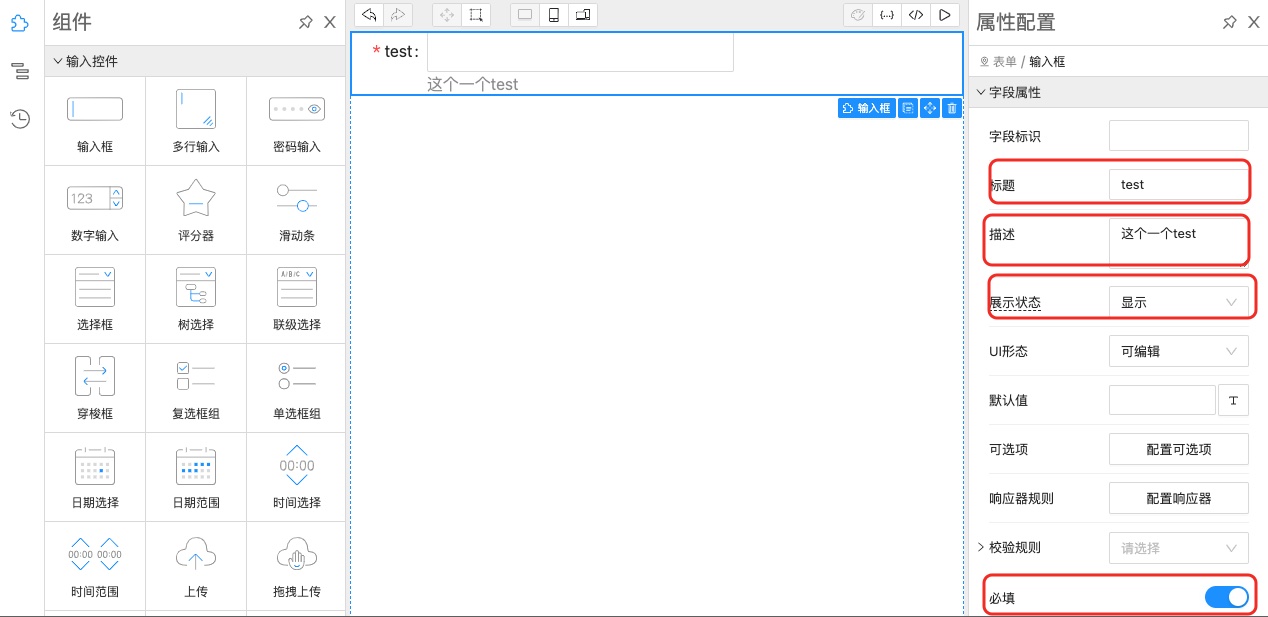 组件
输入控件
输入框
多行输入
密码输入
123
数字输入
评分器
滑动条
选择框
树选择
A/B/C
联级选择
穿梭框
复选框组
单选框组
日期选择
日期范围
00:00
时间选择
00:00 00:00
时间范围
上传
拖拽上传
{...}
* test:
这个一个test
输入框
属性配置
表单 / 输入框
字段属性
字段标识
标题 test
描述 这个一个test
展示状态 显示
UI形态 可编辑
默认值 T
可选项 配置可选项
响应器规则 配置响应器
校验规则 请选择
必填